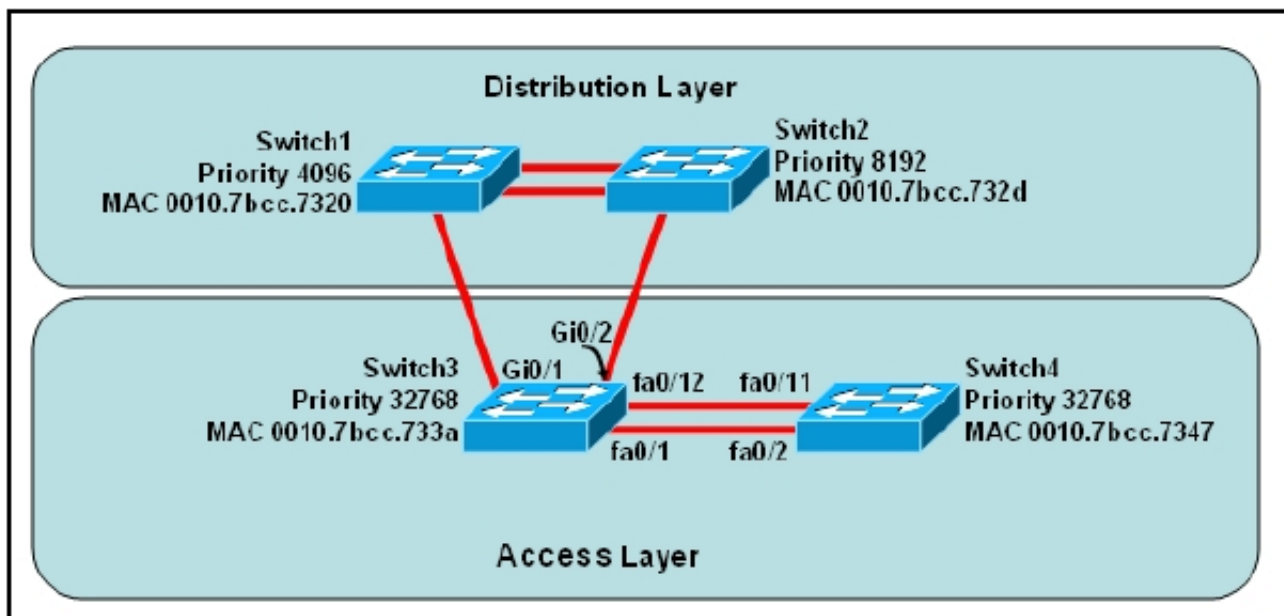 Distribution Layer
Switch1
Priority 4096
MAC 0010.7bcc.7320
Switch2
Priority 8192
MAC 0010.7bcc.732d
Gi0/2
Switch3
Priority 32768
MAC 0010.7bcc.733a
Gi0/1
fa0/12
fa0/11
fa0/1
fa0/2
Switch4
Priority 32768
MAC 0010.7bcc.7347
Access Layer